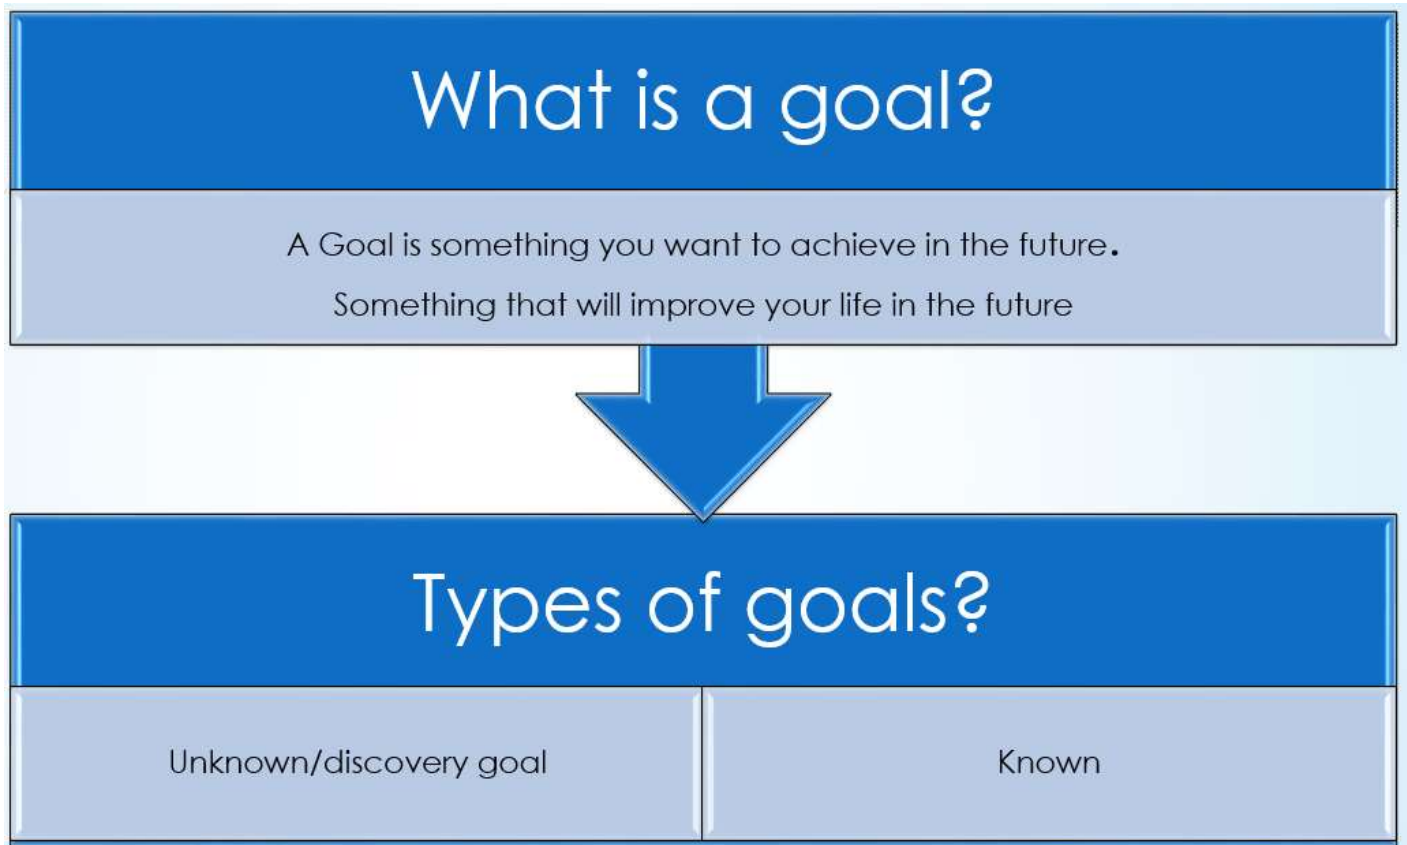 What is a goal?
A Goal is something you want to achieve in the future.
Something that will improve your life in the future
Types of goals?
Unknown/discovery goal
Known